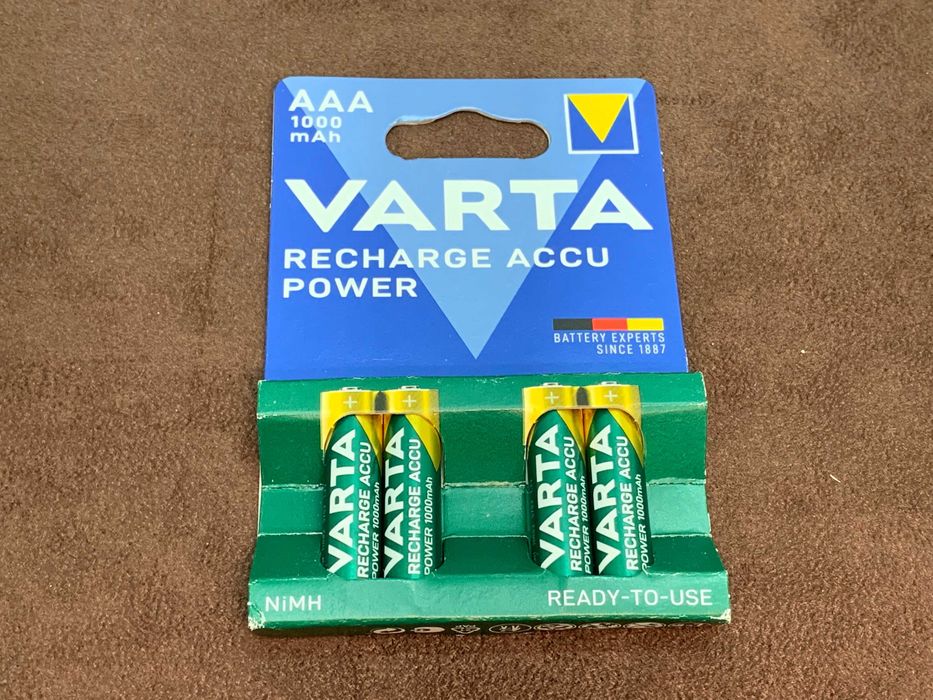 AAA
1000
mAh
VARTA
RECHARGE ACCU
POWER
BATTERY EXPERTS
SINCE 1887
+
+
+
+
VARTA
RECHARGE ACCU
POWER 1000mAh
VARTA
RECHARGE ACCU
POWER 1000mAh
VARTA
RECHARGE ACCU
POWER 1000mAh
VARTA
RECHARGE ACCU
POWER 1000mAh
NiMH
READY-TO-USE